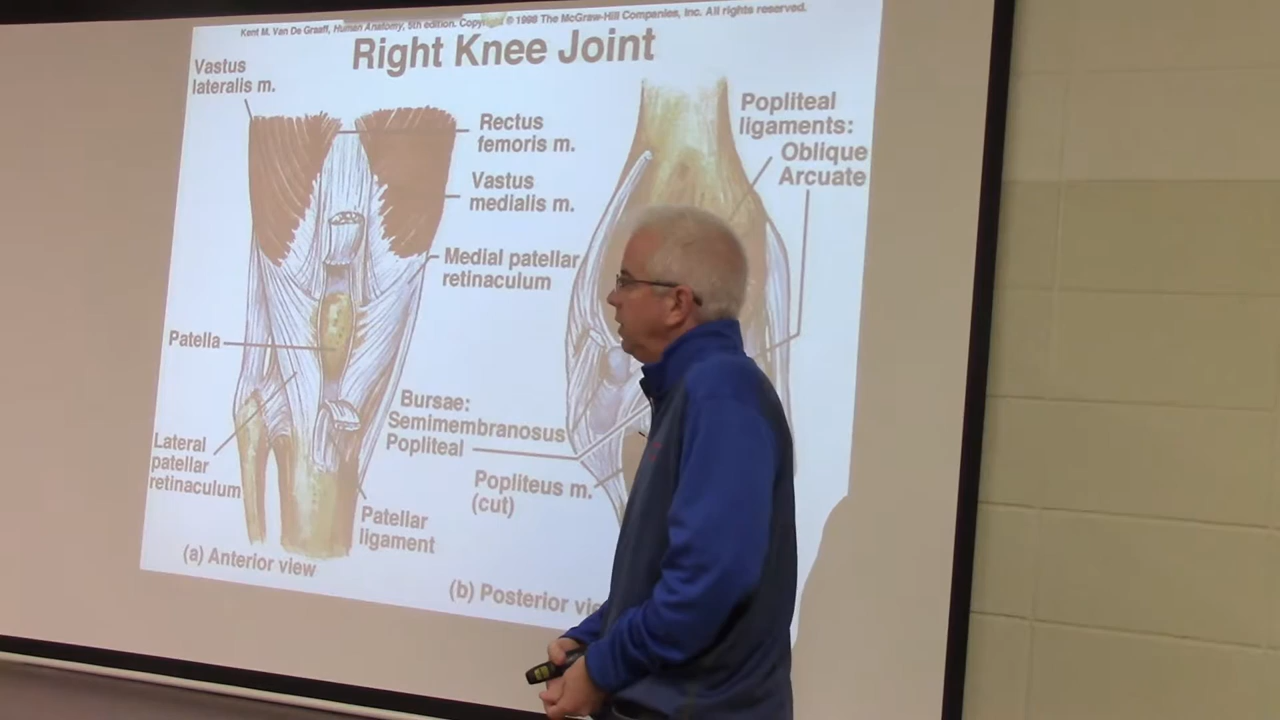 Kent M. Van De Graaff, Human Anatomy, 5th edition. Copyright © 1998 The McGraw-Hill Companies, Inc. All rights reserved.
Right Knee Joint
Vastus
lateralis m.
Rectus
femoris m.
Vastus
medialis m.
Medial patellar
retinaculum
Patella
Lateral
patellar
retinaculum
Patellar
ligament
(a) Anterior view
Popliteal
ligaments:
Oblique
Arcuate
Bursae:
Semimembranosus
Popliteal
Popliteus m.
(cut)
(b) Posterior vie